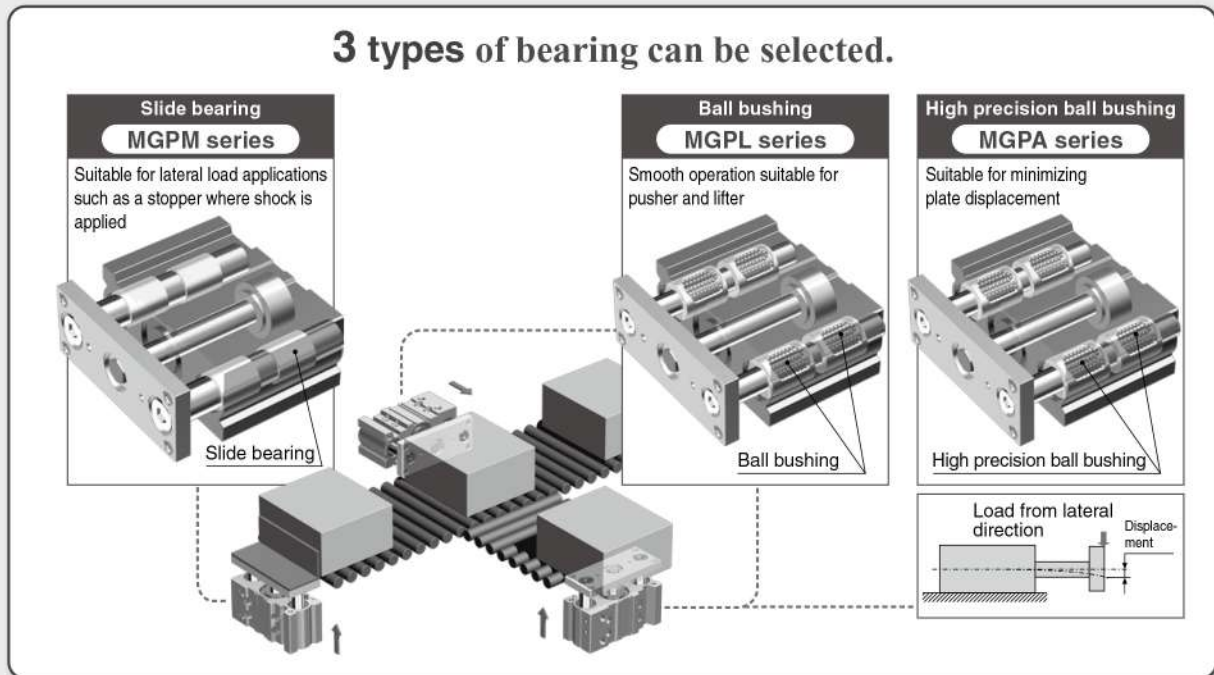 3 types of bearing can be selected.
Slide bearing
MGPM series
Suitable for lateral load applications
such as a stopper where shock is
applied
Slide bearing
Ball bushing
MGPL series
Smooth operation suitable for
pusher and lifter
Ball bushing
High precision ball bushing
MGPA series
Suitable for minimizing
plate displacement
High precision ball bushing
Load from lateral
direction
Displace-
ment